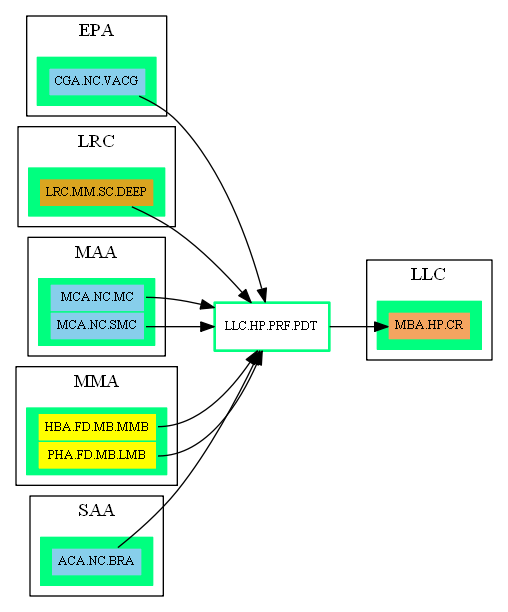 EPA
CGA.NC.VACG
LRC
LRC.MM.SC.DEEP
MAA
MCA.NC.MC
MCA.NC.SMC
MMA
HBA.FD.MB.MMB
PHA.FD.MB.LMB
SAA
ACA.NC.BRA
LLC.HP.PRF.PDT
LLC
MBA.HP.CR